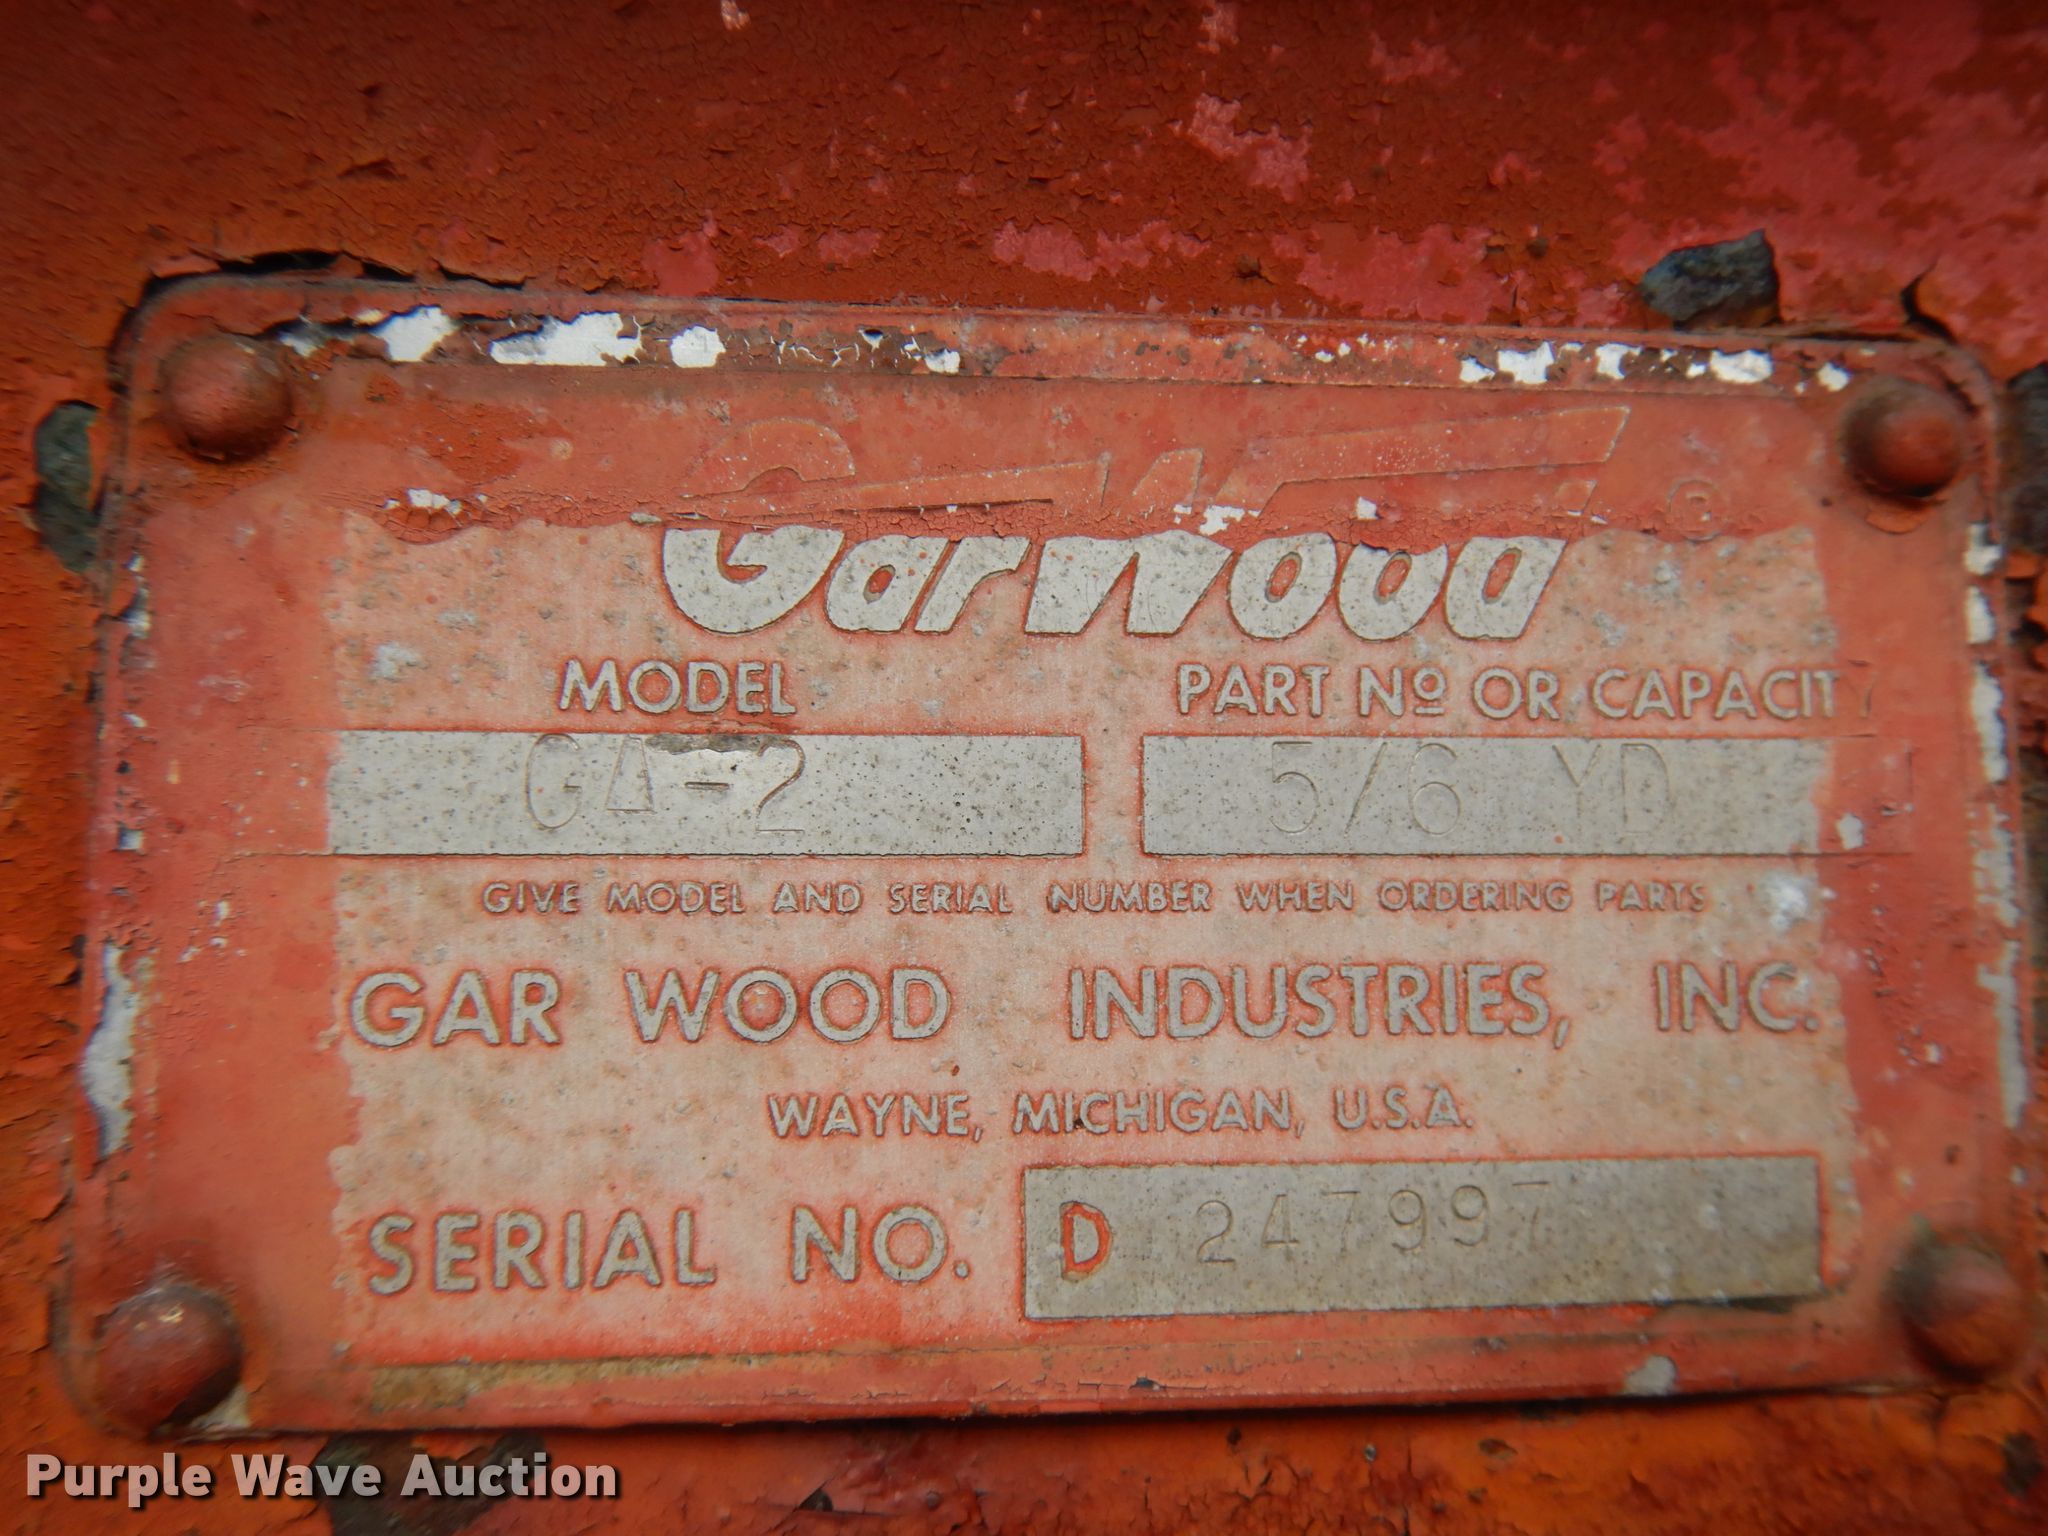 GarWood ®
MODEL PART Nº OR CAPACITY
GA-2 5/6 YD
GIVE MODEL AND SERIAL NUMBER WHEN ORDERING PARTS
GAR WOOD INDUSTRIES, INC.
WAYNE, MICHIGAN, U.S.A.
SERIAL NO. D 247997
Purple Wave Auction